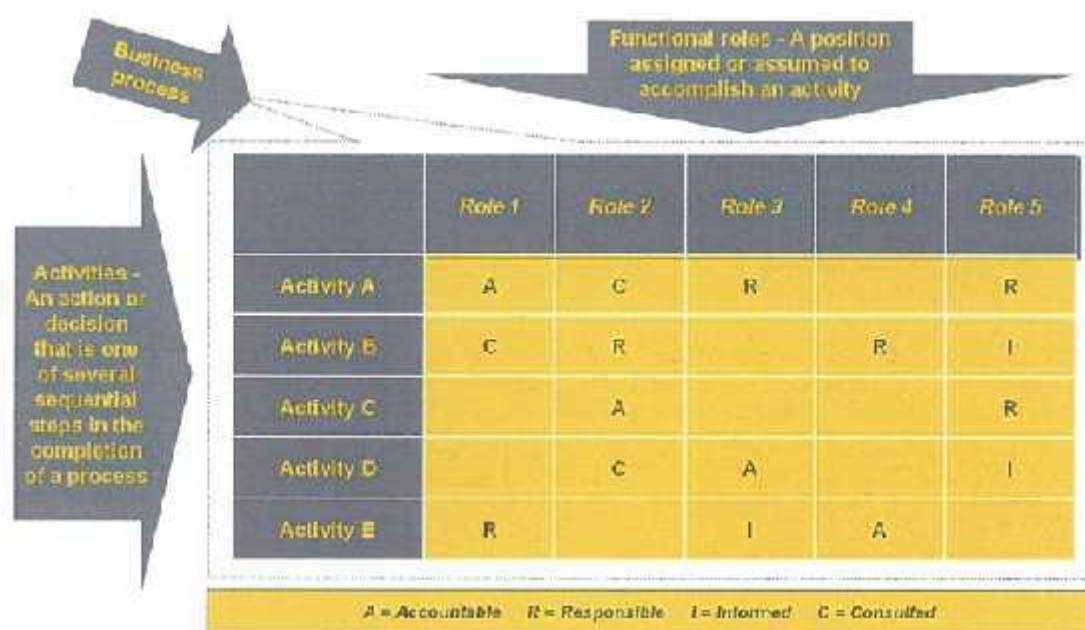 Business
process
Functional roles - A position
assigned or assumed to
accomplish an activity
Activities -
An action or
decision
that is one
of several
sequential
steps in the
completion
of a process
Role 1 Role 2 Role 3 Role 4 Role 5
Activity A A C R R
Activity B C R R I
Activity C A R
Activity D C A I
Activity E R I A
A = Accountable R = Responsible I = Informed C = Consulted